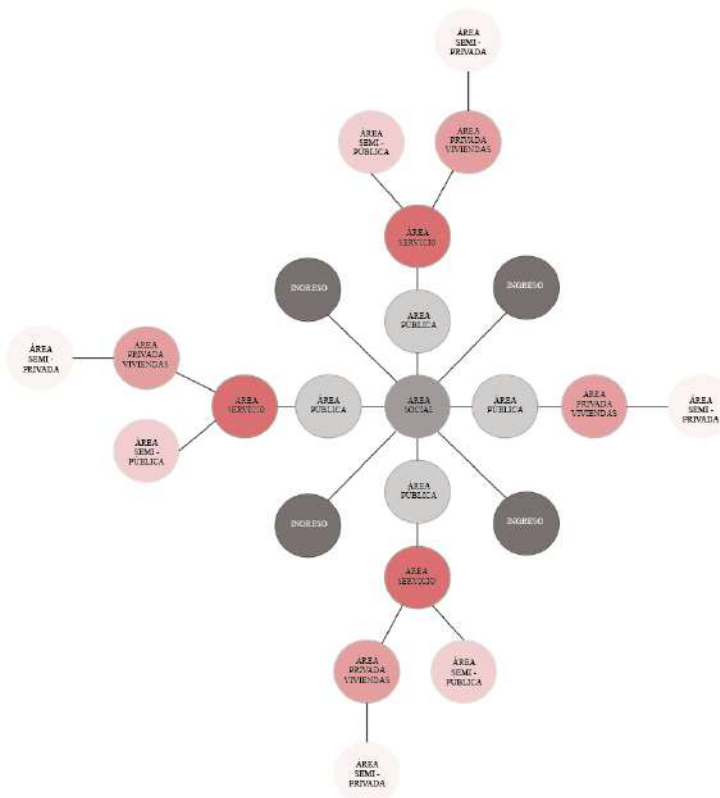 ÁREA
SEMI -
PRIVADA
ÁREA
SEMI -
PÚBLICA
ÁREA
PRIVADA
VIVIENDAS
ÁREA
SERVICIO
INGRESO
INGRESO
ÁREA
PÚBLICA
ÁREA
SEMI -
PRIVADA
ÁREA
PRIVADA
VIVIENDAS
ÁREA
SERVICIO
ÁREA
PÚBLICA
ÁREA
SOCIAL
ÁREA
PÚBLICA
ÁREA
PRIVADA
VIVIENDAS
ÁREA
SEMI -
PRIVADA
ÁREA
SEMI -
PÚBLICA
ÁREA
PÚBLICA
INGRESO
INGRESO
ÁREA
SERVICIO
ÁREA
PRIVADA
VIVIENDAS
ÁREA
SEMI -
PÚBLICA
ÁREA
SEMI -
PRIVADA